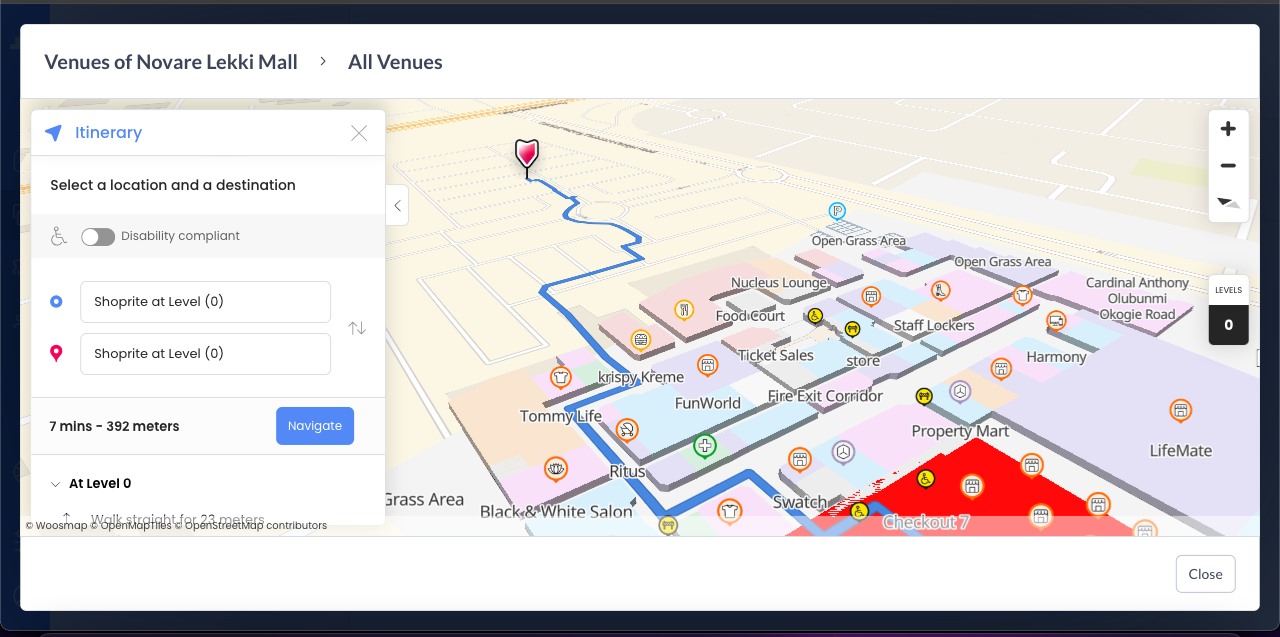 Venues of Novare Lekki Mall > All Venues
Itinerary
Select a location and a destination
Disability compliant
Shoprite at Level (0)
Shoprite at Level (0)
7 mins - 392 meters
Navigate
At Level 0
Walk straight for 23 meters
© Woosmap © OpenMapTiles © OpenStreetMap contributors
P
Open Grass Area
Open Grass Area
Nucleus Lounge
Cardinal Anthony
Olubunmi
Okogie Road
Food Court
Staff Lockers
Ticket Sales
store
Harmony
krispy Kreme
Fire Exit Corridor
FunWorld
Tommy Life
Property Mart
LifeMate
Ritus
Grass Area
Black & White Salon
Swatch
Checkout 7
LEVELS
0
Close